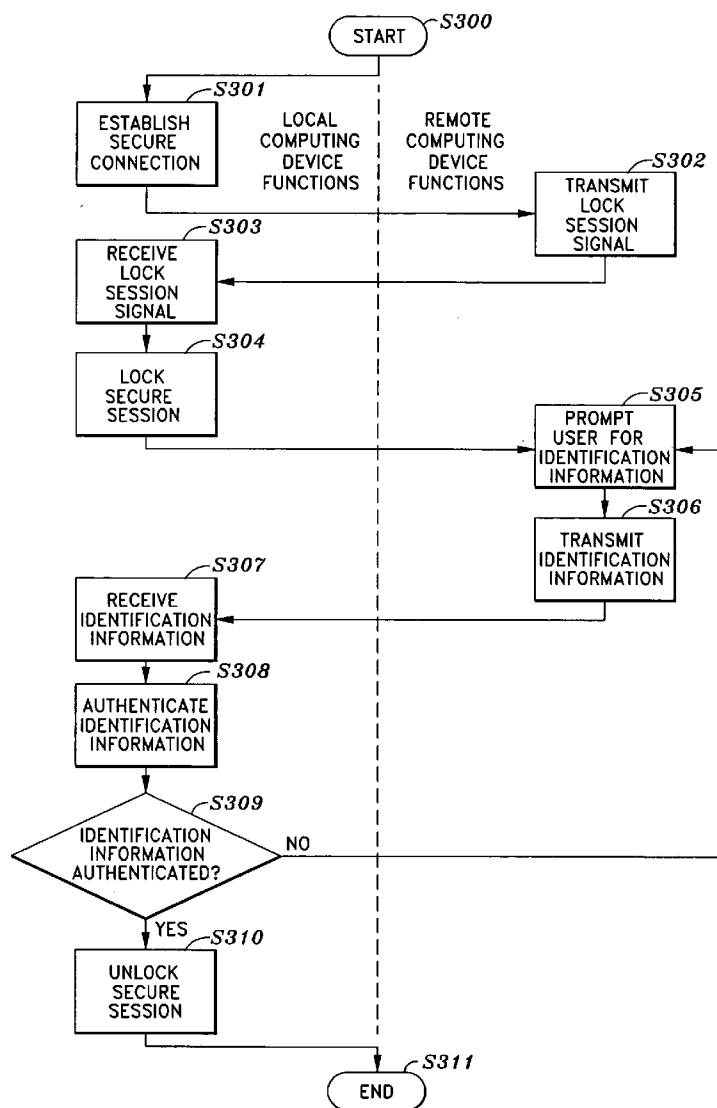 START
S300
S301
ESTABLISH
SECURE
CONNECTION
LOCAL
COMPUTING
DEVICE
FUNCTIONS
REMOTE
COMPUTING
DEVICE
FUNCTIONS
S302
TRANSMIT
LOCK
SESSION
SIGNAL
S303
RECEIVE
LOCK
SESSION
SIGNAL
S304
LOCK
SECURE
SESSION
S305
PROMPT
USER FOR
IDENTIFICATION
INFORMATION
S306
TRANSMIT
IDENTIFICATION
INFORMATION
S307
RECEIVE
IDENTIFICATION
INFORMATION
S308
AUTHENTICATE
IDENTIFICATION
INFORMATION
S309
IDENTIFICATION
INFORMATION
AUTHENTICATED?
NO
YES
S310
UNLOCK
SECURE
SESSION
S311
END